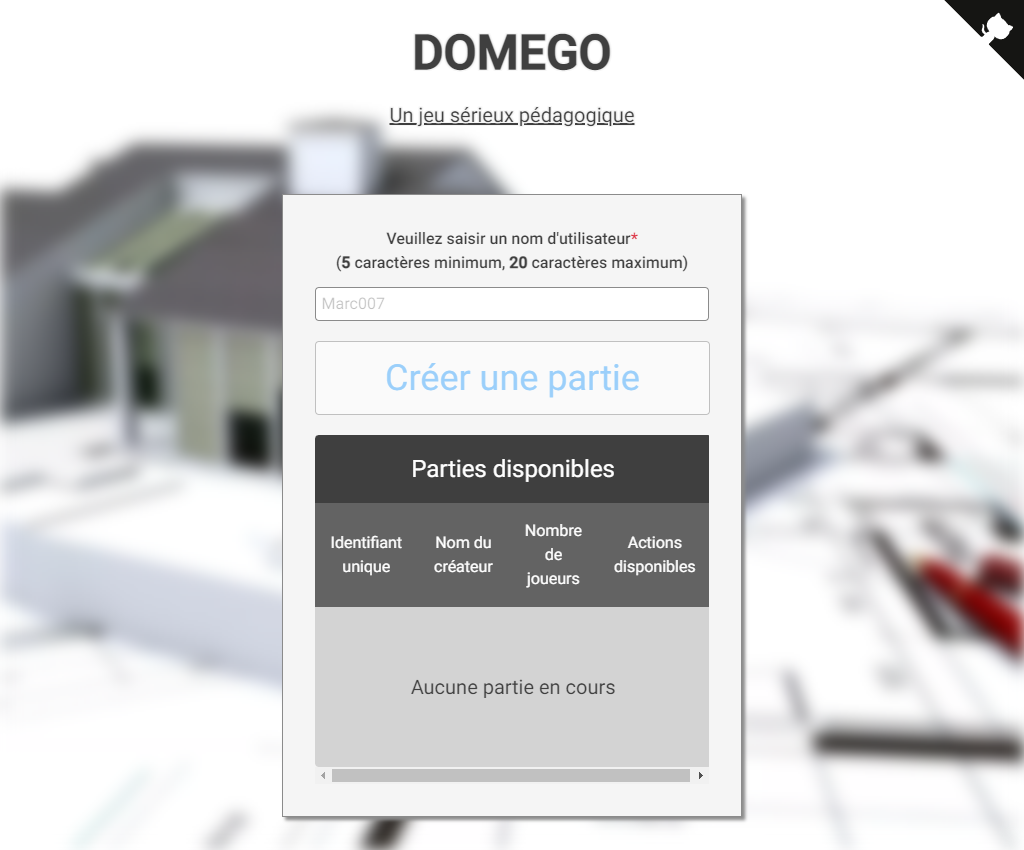 DOMEGO
Un jeu sérieux pédagogique
Veuillez saisir un nom d'utilisateur*
(5 caractères minimum, 20 caractères maximum)
Marc007
Créer une partie
Parties disponibles
Identifiant
unique
Nom du
créateur
Nombre
de
joueurs
Actions
disponibles
Aucune partie en cours